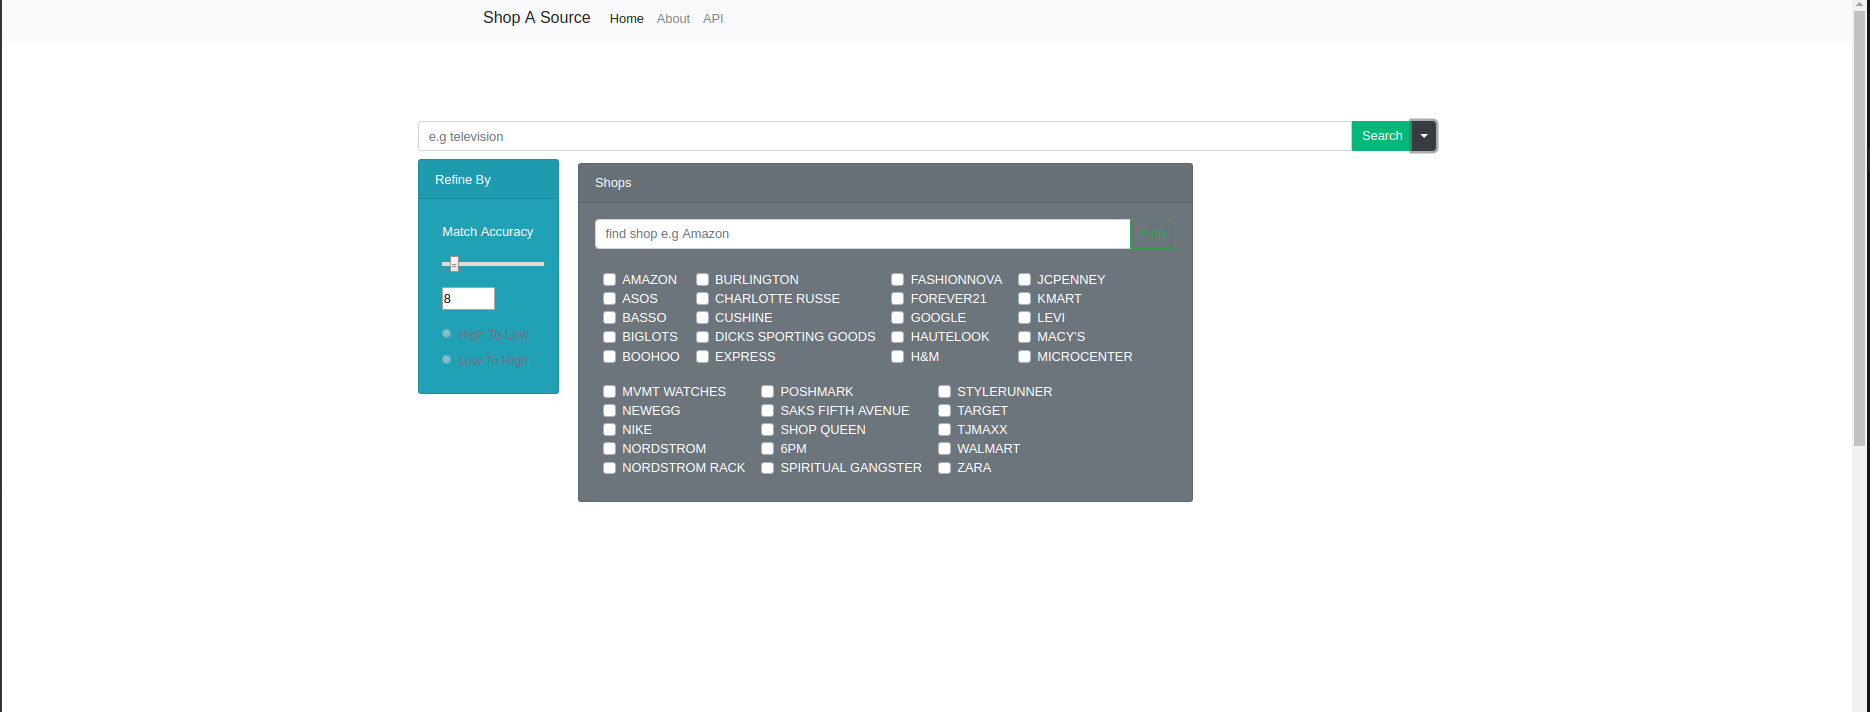 Shop A Source Home About API
e.g television Search
Refine By
Match Accuracy
8
High To Low
Low To High
Shops
find shop e.g Amazon Find
AMAZON BURLINGTON FASHIONNOVA JCPENNEY
ASOS CHARLOTTE RUSSE FOREVER21 KMART
BASSO CUSHINE GOOGLE LEVI
BIGLOTS DICKS SPORTING GOODS HAUTELOOK MACY'S
BOOHOO EXPRESS H&M MICROCENTER
MVMT WATCHES POSHMARK STYLERUNNER
NEWEGG SAKS FIFTH AVENUE TARGET
NIKE SHOP QUEEN TJMAXX
NORDSTROM 6PM WALMART
NORDSTROM RACK SPIRITUAL GANGSTER ZARA